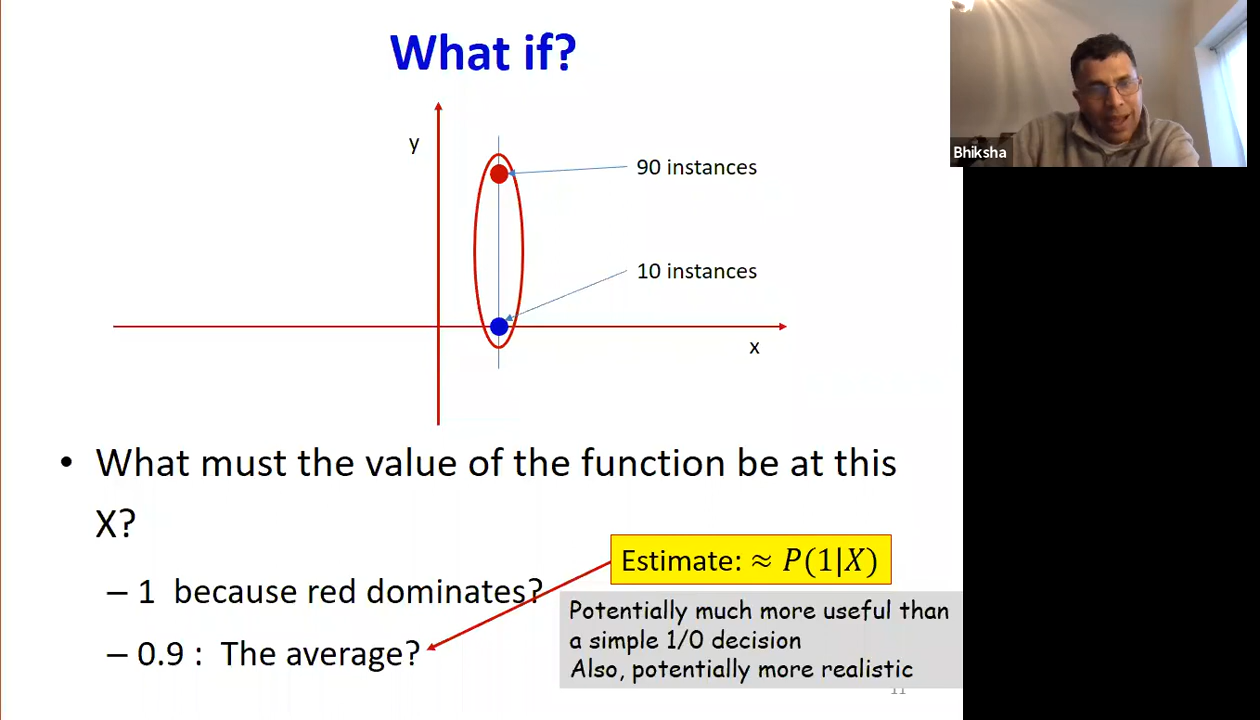 What if?
Bhiksha
y
90 instances
10 instances
x
• What must the value of the function be at this
X?
Estimate: ≈ P(1|X)
– 1 because red dominates?
Potentially much more useful than
a simple 1/0 decision
Also, potentially more realistic
– 0.9 : The average?
11